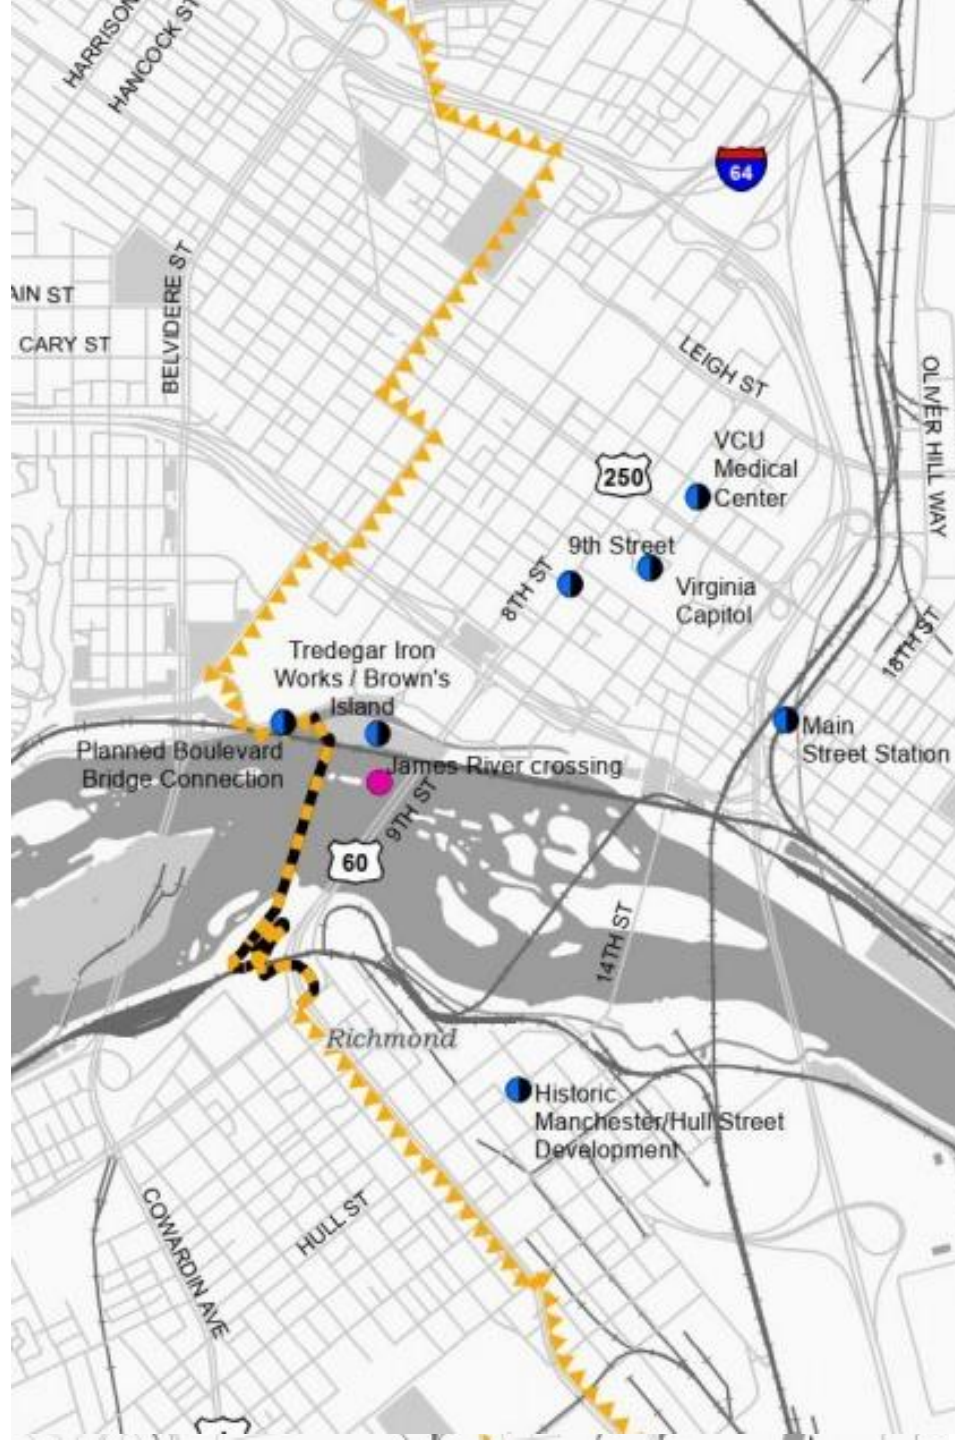 HARRISON
HANCOCK ST
64
AIN ST
CARY ST
BELVIDERE ST
LEIGH ST
OLIVER HILL WAY
VCU
Medical
Center
250
9th Street
8TH ST
Virginia
Capitol
18TH ST
Tredegar Iron
Works / Brown's
Island
Main
Street Station
Planned Boulevard
Bridge Connection
James River crossing
9TH ST
60
14TH ST
Richmond
Historic
Manchester/Hull Street
Development
HULL ST
COWARDIN AVE